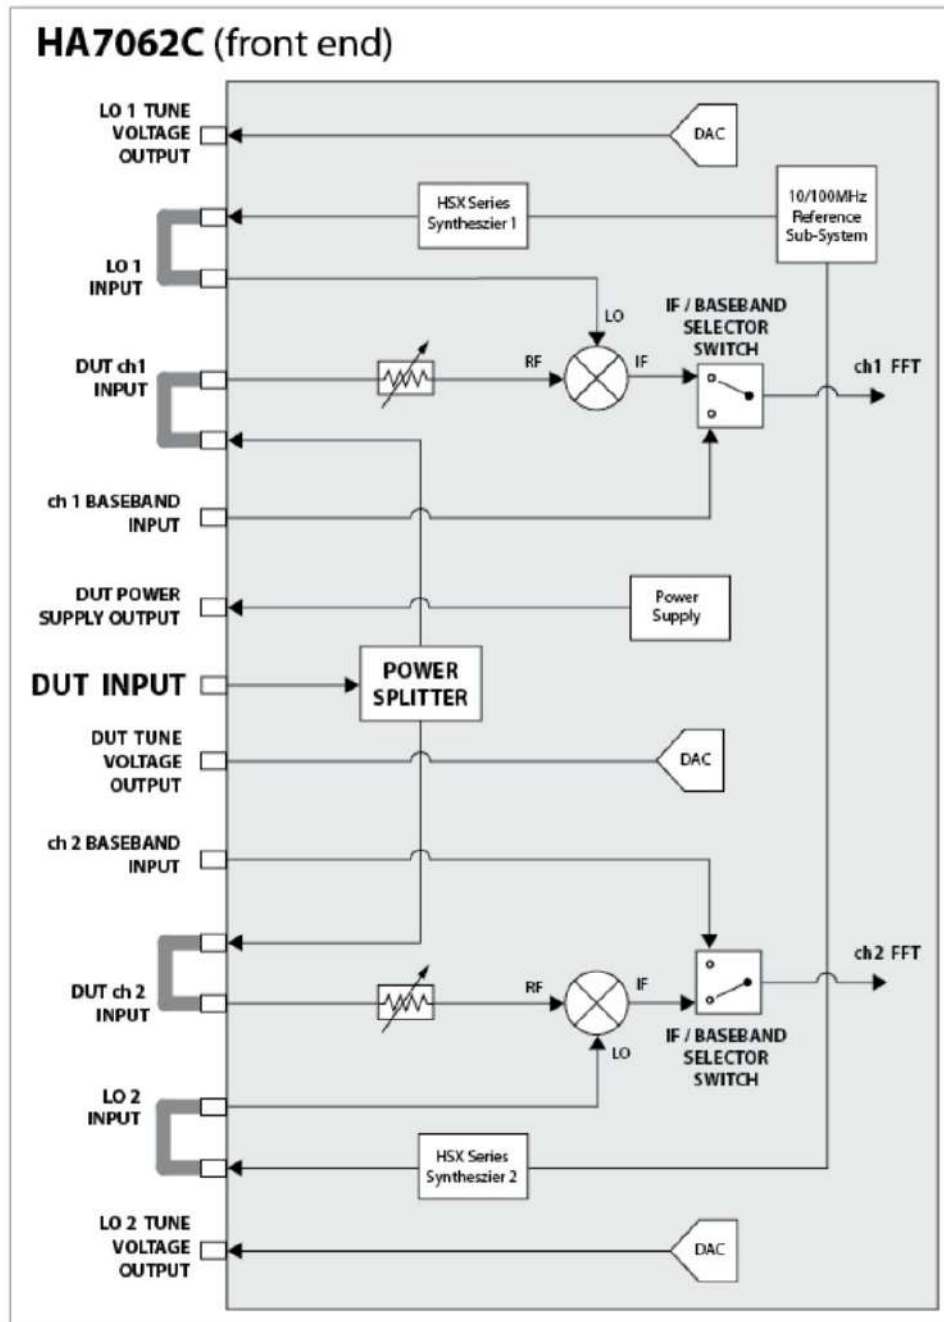 HA7062C (front end)
LO 1 TUNE
VOLTAGE
OUTPUT
DAC
HSX Series
Syntheszier 1
10/100MHz
Reference
Sub-System
LO 1
INPUT
LO
IF / BASEBAND
SELECTOR
SWITCH
DUT ch1
INPUT
RF
IF
ch1 FFT
ch 1 BASEBAND
INPUT
DUT POWER
SUPPLY OUTPUT
Power
Supply
DUT INPUT
POWER
SPLITTER
DUT TUNE
VOLTAGE
OUTPUT
DAC
ch 2 BASEBAND
INPUT
ch2 FFT
DUT ch 2
INPUT
RF
IF
LO
IF / BASEBAND
SELECTOR
SWITCH
LO 2
INPUT
HSX Series
Syntheszier 2
LO 2 TUNE
VOLTAGE
OUTPUT
DAC